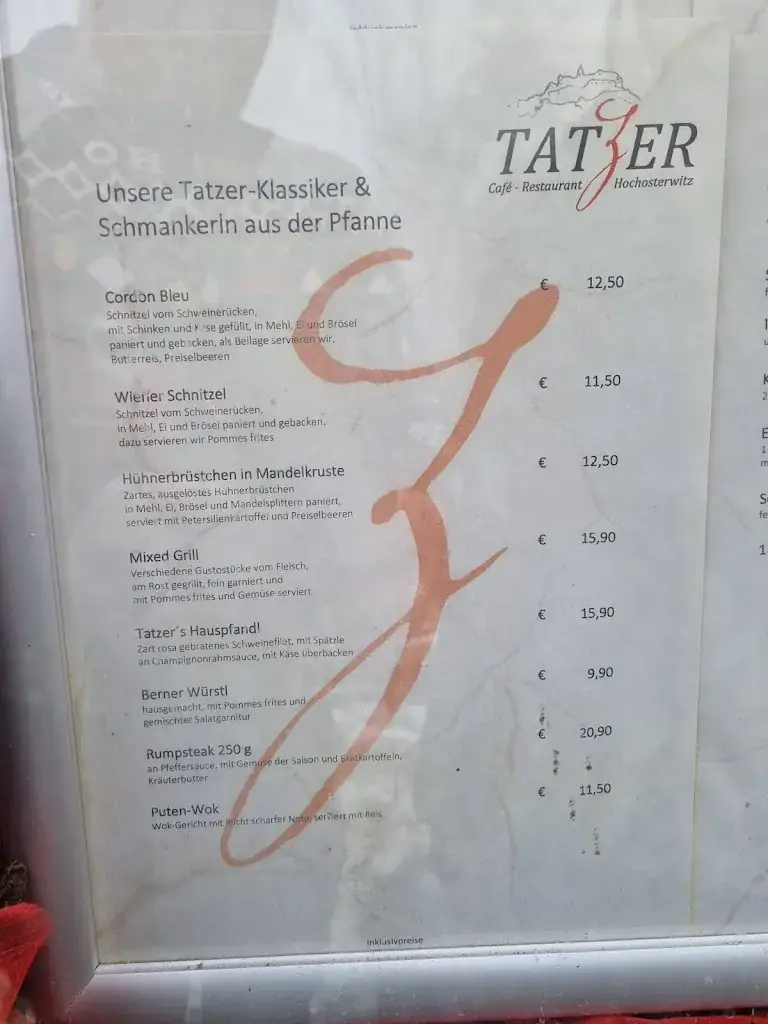 TATZER
Café - Restaurant Hochosterwitz
Unsere Tatzer-Klassiker &
Schmankerln aus der Pfanne
Cordon Bleu € 12,50
Schnitzel vom Schweinerücken,
mit Schinken und Käse gefüllt, in Mehl, Ei und Brösel
paniert und gebacken, als Beilage servieren wir,
Butterreis, Preiselbeeren
Wiener Schnitzel € 11,50
Schnitzel vom Schweinerücken,
in Mehl, Ei und Brösel paniert und gebacken,
dazu servieren wir Pommes frites
Hühnerbrüstchen in Mandelkruste € 12,50
Zartes, ausgelöstes Hühnerbrüstchen
in Mehl, Ei, Brösel und Mandelsplittern paniert,
serviert mit Petersilienkartoffel und Preiselbeeren
Mixed Grill € 15,90
Verschiedene Gustostücke vom Fleisch,
am Rost gegrillt, fein garniert und
mit Pommes frites und Gemüse serviert
Tatzer´s Hauspfandl € 15,90
Zart rosa gebratenes Schweinefilet, mit Spätzle
an Champignonrahmsauce, mit Käse überbacken
Berner Würstl € 9,90
hausgemacht, mit Pommes frites und
gemischter Salatgarnitur
Rumpsteak 250 g € 20,90
an Pfeffersauce, mit Gemüse der Saison und Bratkartoffeln,
Kräuterbutter
Puten-Wok € 11,50
Wok-Gericht mit leicht scharfer Note, serviert mit Reis
Inklusivpreise